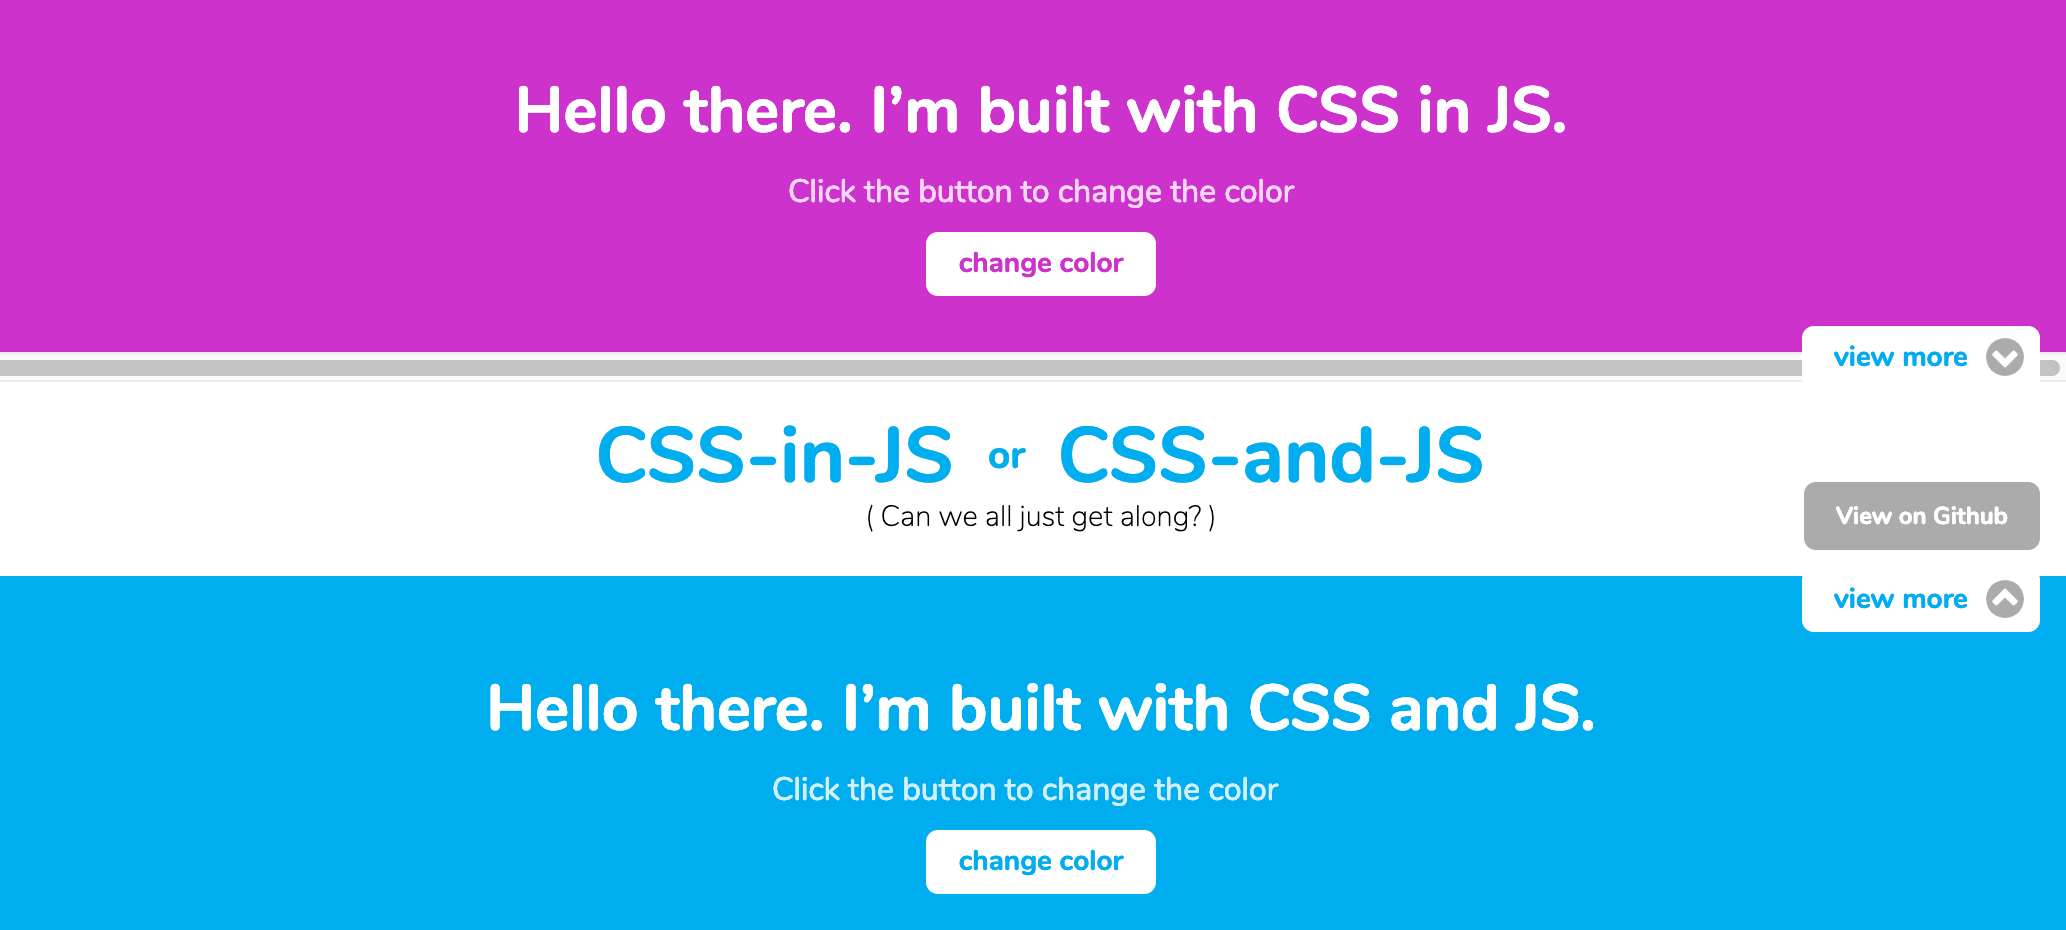 Hello there. I’m built with CSS in JS.
Click the button to change the color
change color
view more
CSS-in-JS or CSS-and-JS
( Can we all just get along? )
View on Github
view more
Hello there. I’m built with CSS and JS.
Click the button to change the color
change color